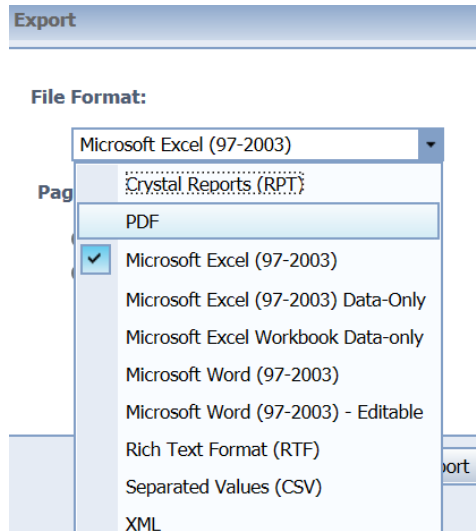 Export
File Format:
Microsoft Excel (97-2003)
Crystal Reports (RPT)
Pag
PDF
Microsoft Excel (97-2003)
Microsoft Excel (97-2003) Data-Only
Microsoft Excel Workbook Data-only
Microsoft Word (97-2003)
Microsoft Word (97-2003) - Editable
Rich Text Format (RTF)
port
Separated Values (CSV)
XML